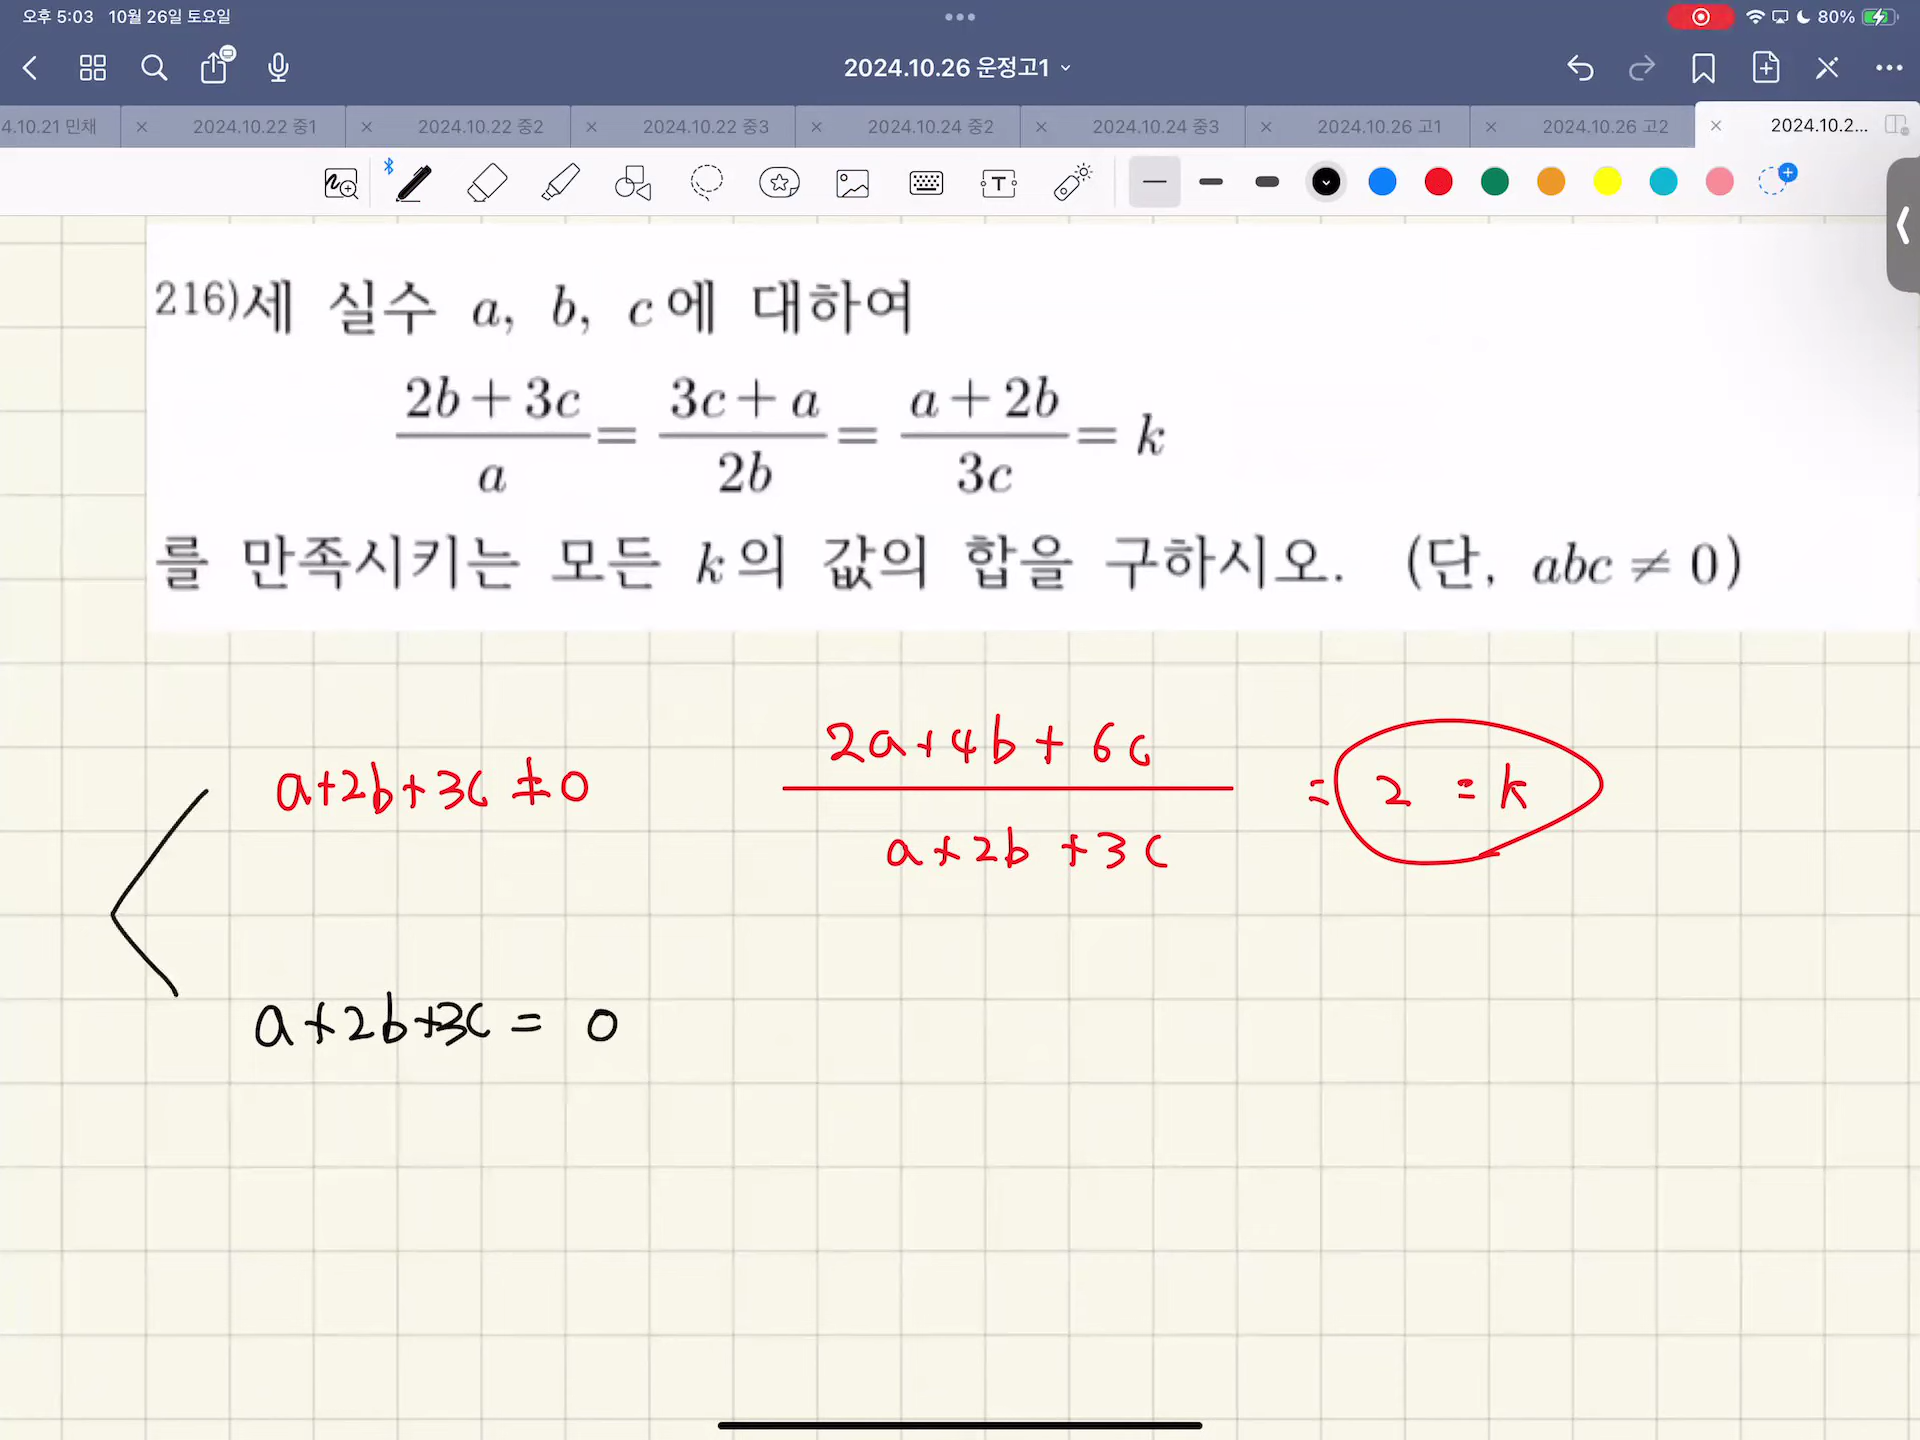 오후 5:03 10월 26일 토요일
80%
2024.10.26 운정고1
4.10.21 민채
2024.10.22 중1
2024.10.22 중2
2024.10.22 중3
2024.10.24 중2
2024.10.24 중3
2024.10.26 고1
2024.10.26 고2
2024.10.2...
216)세 실수 a, b, c에 대하여
(2b+3c)/a = (3c+a)/2b = (a+2b)/3c = k
를 만족시키는 모든 k의 값의 합을 구하시오. (단, abc ≠ 0)
a+2b+3c ≠ 0
(2a+4b+6c)/(a+2b+3c) = 2 = k
a+2b+3c = 0